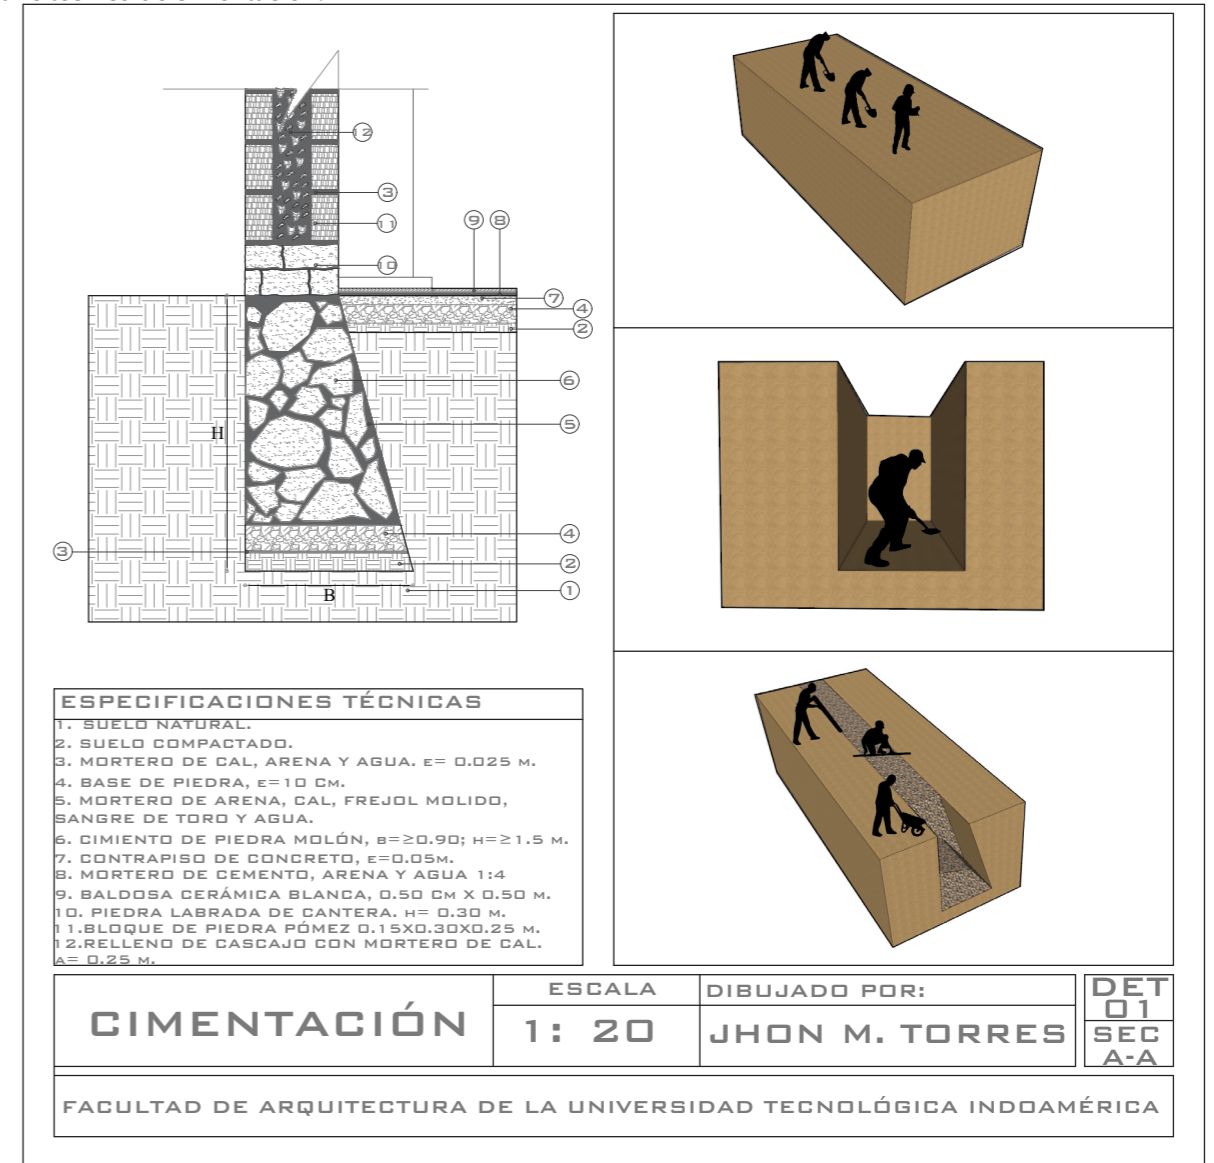 12
3
11
10
9
8
7
4
2
6
5
H
4
3
2
1
B
ESPECIFICACIONES TÉCNICAS
1. SUELO NATURAL.
2. SUELO COMPACTADO.
3. MORTERO DE CAL, ARENA Y AGUA. E= 0.025 M.
4. BASE DE PIEDRA, E=10 CM.
5. MORTERO DE ARENA, CAL, FREJOL MOLIDO,
SANGRE DE TORO Y AGUA.
6. CIMIENTO DE PIEDRA MOLÓN, B=≥0.90; H=≥1.5 M.
7. CONTRAPISO DE CONCRETO, E=0.05M.
8. MORTERO DE CEMENTO, ARENA Y AGUA 1:4
9. BALDOSA CERÁMICA BLANCA, 0.50 CM X 0.50 M.
10. PIEDRA LABRADA DE CANTERA. H= 0.30 M.
11.BLOQUE DE PIEDRA PÓMEZ 0.15X0.30X0.25 M.
12.RELLENO DE CASCAJO CON MORTERO DE CAL.
A= 0.25 M.
CIMENTACIÓN
ESCALA
1: 20
DIBUJADO POR:
JHON M. TORRES
DET
01
SEC
A-A
FACULTAD DE ARQUITECTURA DE LA UNIVERSIDAD TECNOLÓGICA INDOAMÉRICA